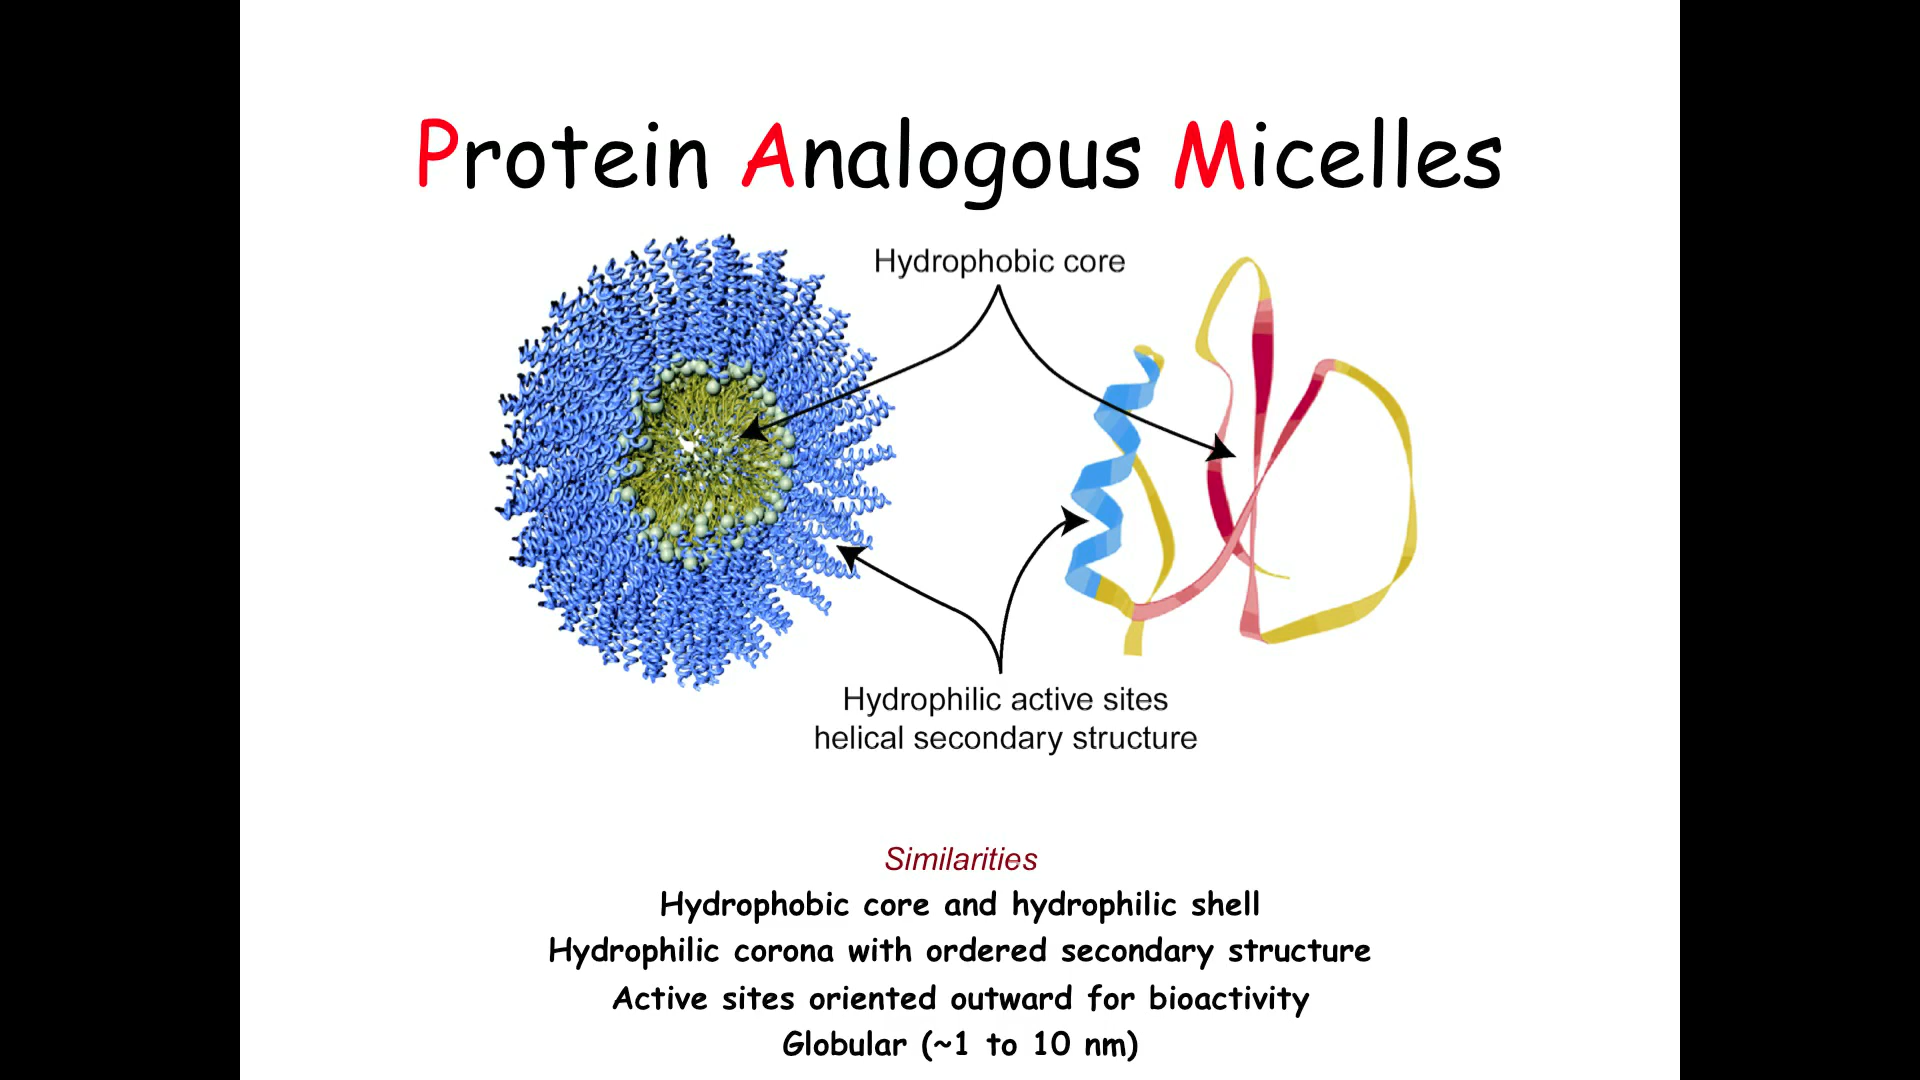 Protein Analogous Micelles
Hydrophobic core
Hydrophilic active sites
helical secondary structure
Similarities
Hydrophobic core and hydrophilic shell
Hydrophilic corona with ordered secondary structure
Active sites oriented outward for bioactivity
Globular (~1 to 10 nm)